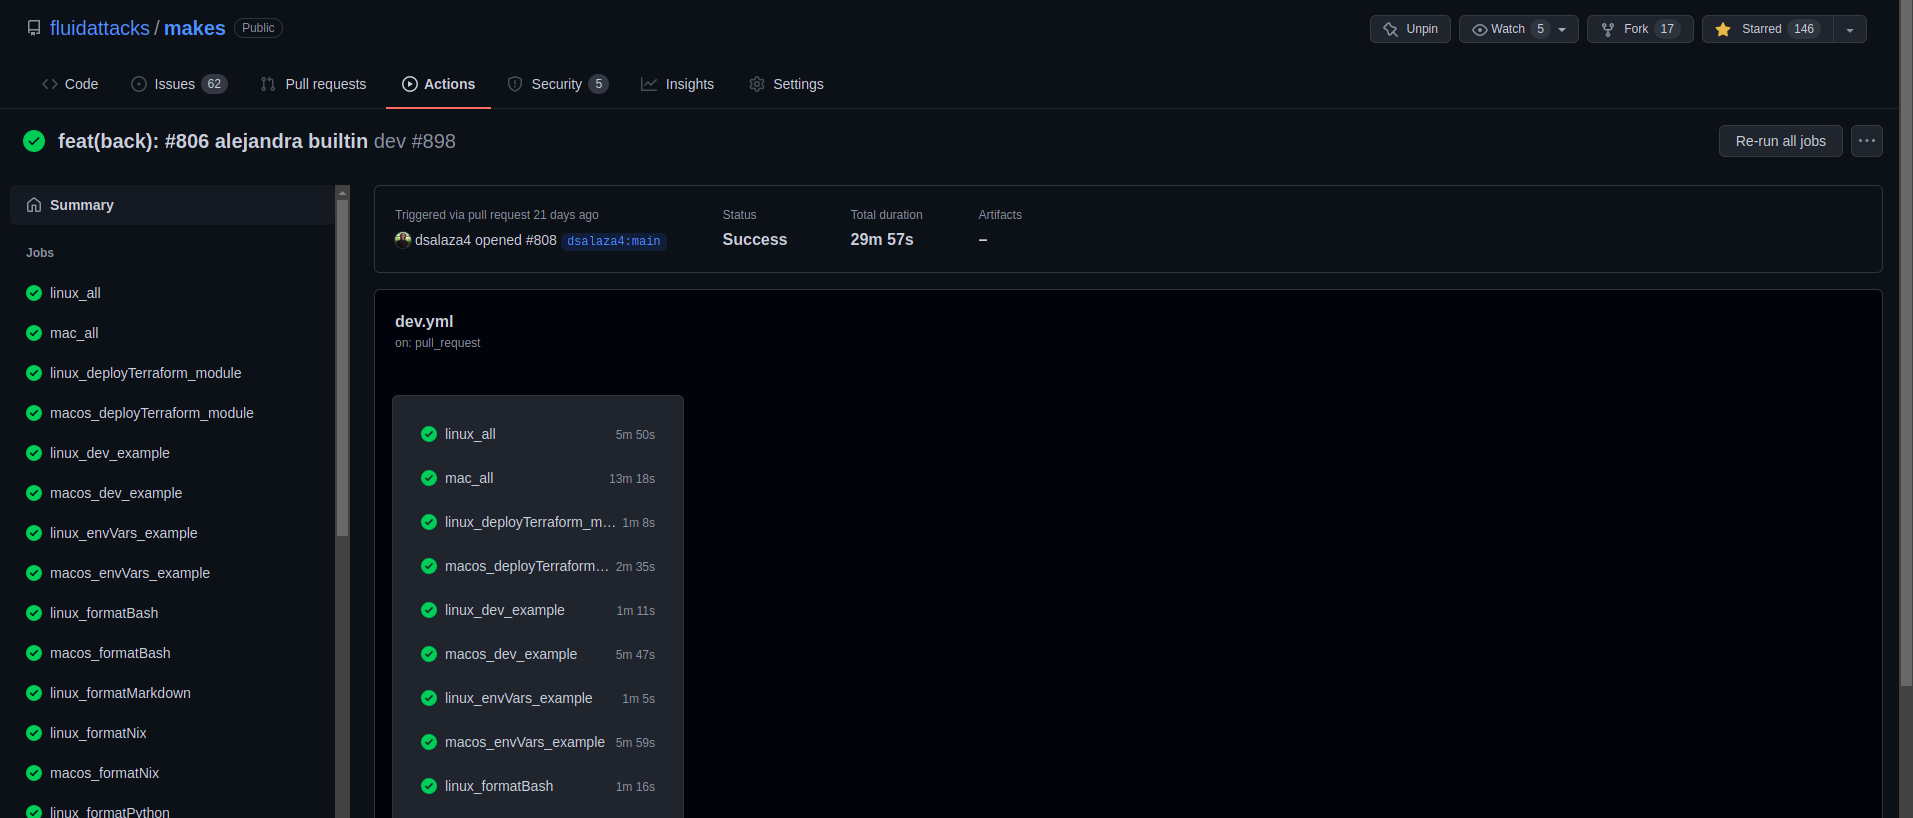 fluidattacks / makes Public
Unpin Watch 5 Fork 17 Starred 146
Code Issues 62 Pull requests Actions Security 5 Insights Settings
feat(back): #806 alejandra builtin dev #898
Re-run all jobs
Summary
Jobs
linux_all
mac_all
linux_deployTerraform_module
macos_deployTerraform_module
linux_dev_example
macos_dev_example
linux_envVars_example
macos_envVars_example
linux_formatBash
macos_formatBash
linux_formatMarkdown
linux_formatNix
macos_formatNix
linux_formatPython
Triggered via pull request 21 days ago
dsalaza4 opened #808 dsalaza4:main
Status
Success
Total duration
29m 57s
Artifacts
–
dev.yml
on: pull_request
linux_all 5m 50s
mac_all 13m 18s
linux_deployTerraform_m... 1m 8s
macos_deployTerraform... 2m 35s
linux_dev_example 1m 11s
macos_dev_example 5m 47s
linux_envVars_example 1m 5s
macos_envVars_example 5m 59s
linux_formatBash 1m 16s